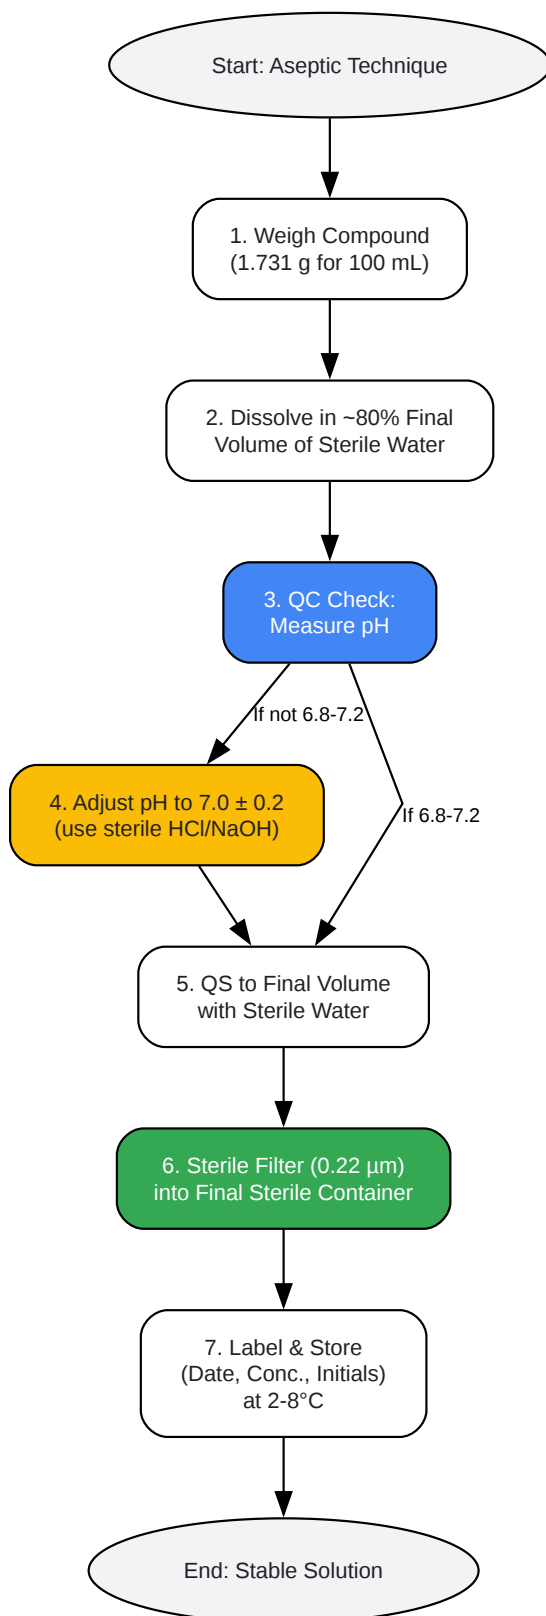 Start: Aseptic Technique
1. Weigh Compound
(1.731 g for 100 mL)
2. Dissolve in ~80% Final
Volume of Sterile Water
3. QC Check:
Measure pH
If not 6.8-7.2
4. Adjust pH to 7.0 ± 0.2
(use sterile HCl/NaOH)
If 6.8-7.2
5. QS to Final Volume
with Sterile Water
6. Sterile Filter (0.22 µm)
into Final Sterile Container
7. Label & Store
(Date, Conc., Initials)
at 2-8°C
End: Stable Solution